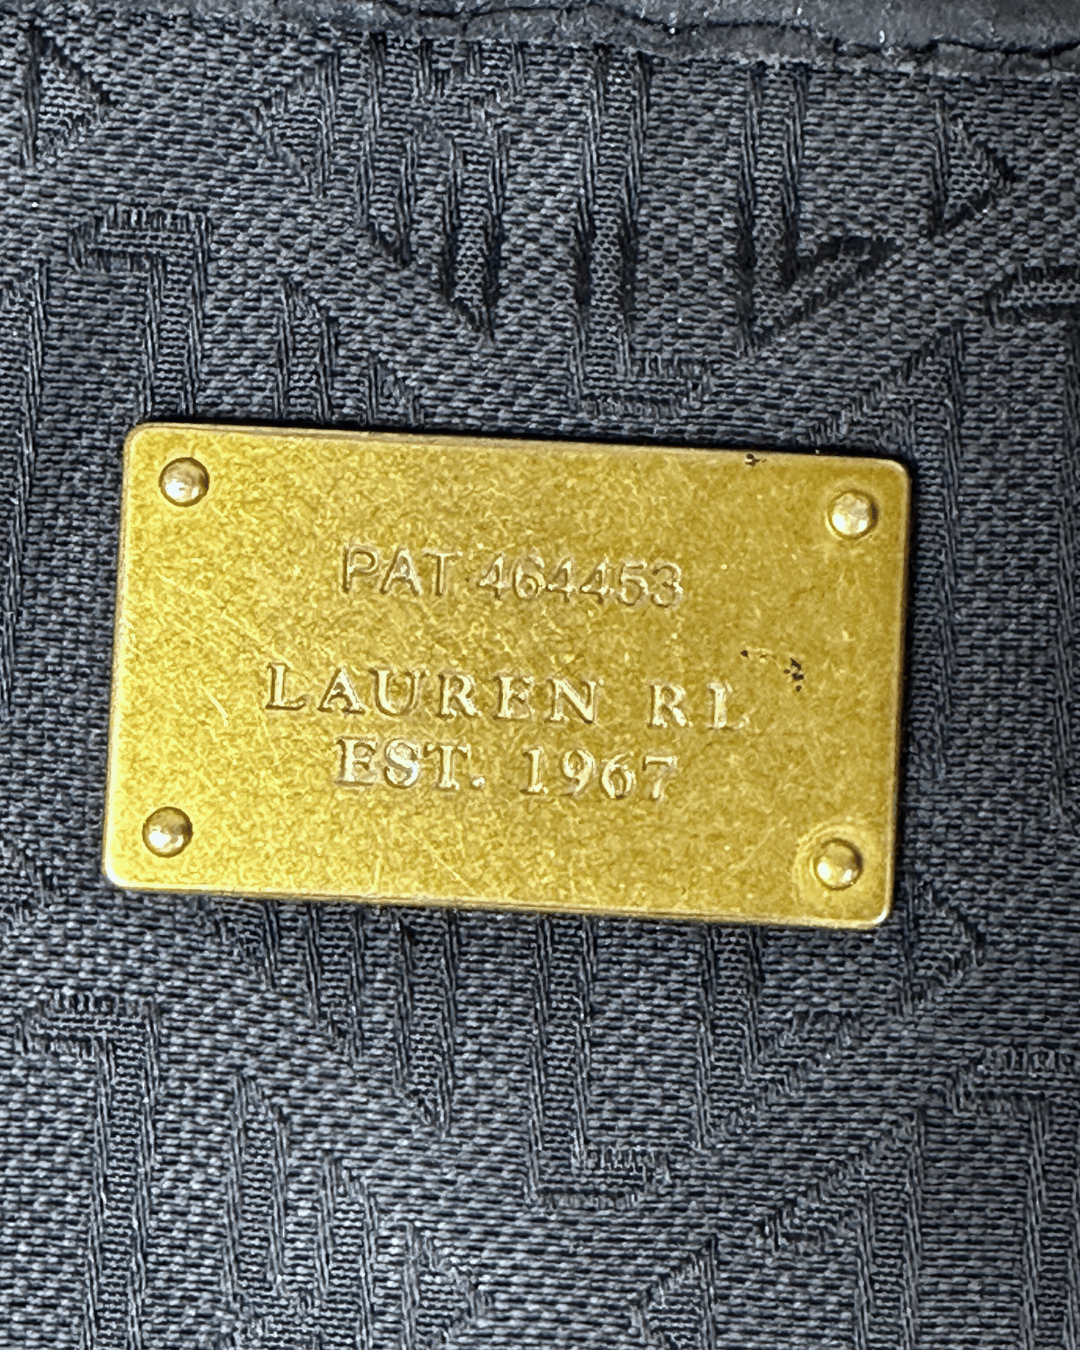 PAT 464453
LAUREN RL
EST. 1967